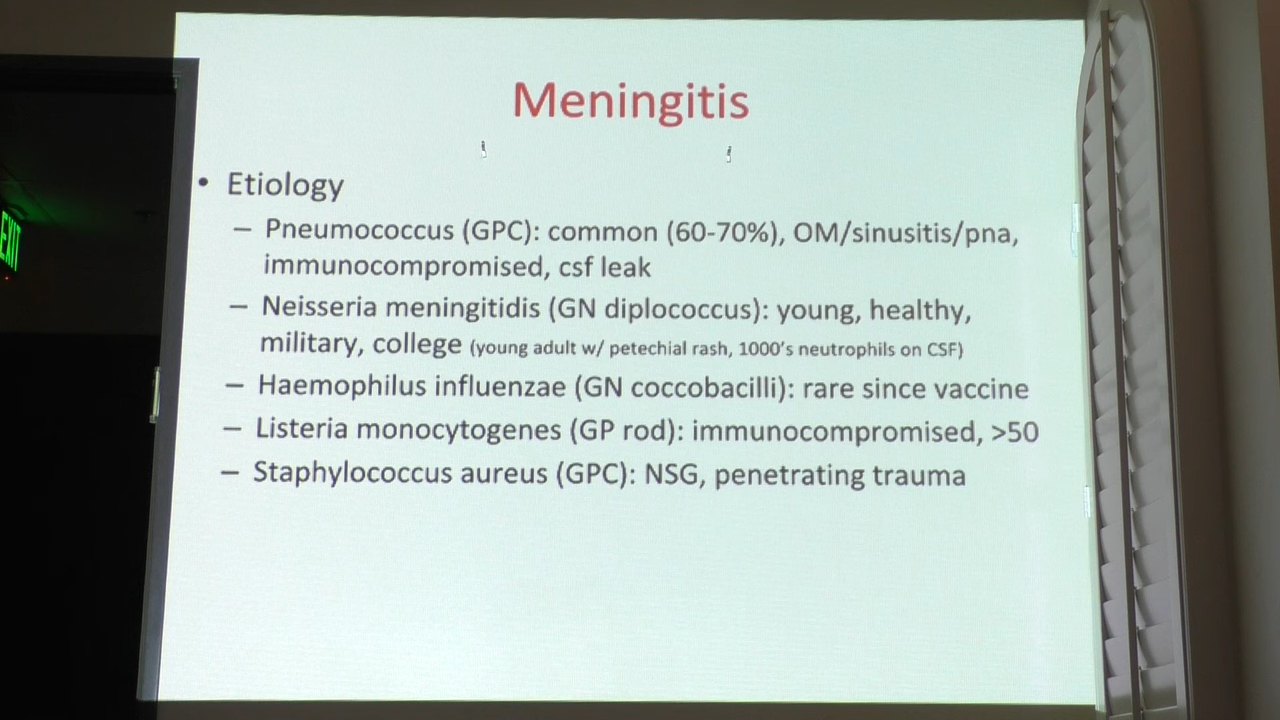 Meningitis
• Etiology
– Pneumococcus (GPC): common (60-70%), OM/sinusitis/pna,
immunocompromised, csf leak
– Neisseria meningitidis (GN diplococcus): young, healthy,
military, college (young adult w/ petechial rash, 1000's neutrophils on CSF)
– Haemophilus influenzae (GN coccobacilli): rare since vaccine
– Listeria monocytogenes (GP rod): immunocompromised, >50
– Staphylococcus aureus (GPC): NSG, penetrating trauma
EXIT